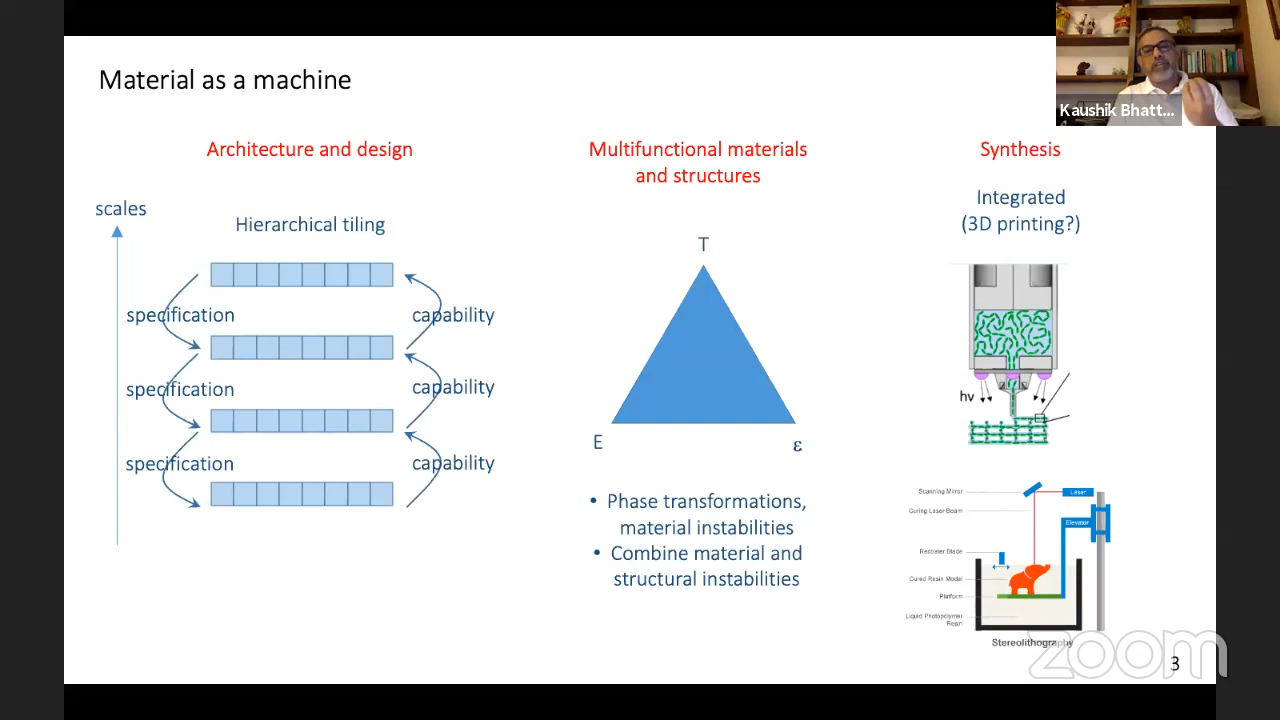 Material as a machine
Kaushik Bhatt...
Architecture and design
scales
Hierarchical tiling
specification
capability
specification
capability
specification
capability
Multifunctional materials
and structures
T
E
ε
• Phase transformations,
material instabilities
• Combine material and
structural instabilities
Synthesis
Integrated
(3D printing?)
hν
Scanning Mirror
Laser
Curing Laser Beam
Elevator
Recoater Blade
Cured Resin Model
Platform
Liquid Photopolymer
Resin
Stereolithography
zoom
3